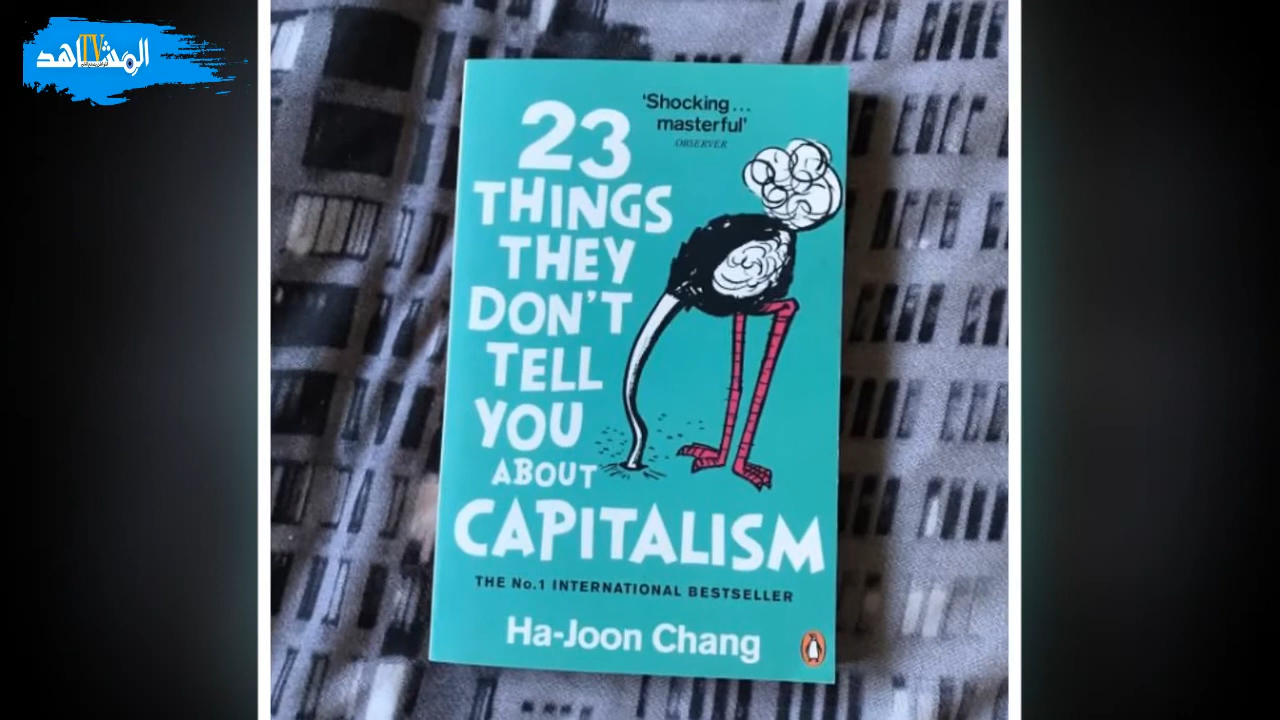 المشاهد
TV
23
THINGS
THEY
DON'T
TELL
YOU
ABOUT
CAPITALISM
'Shocking...
masterful'
OBSERVER
THE No.1 INTERNATIONAL BESTSELLER
Ha-Joon Chang